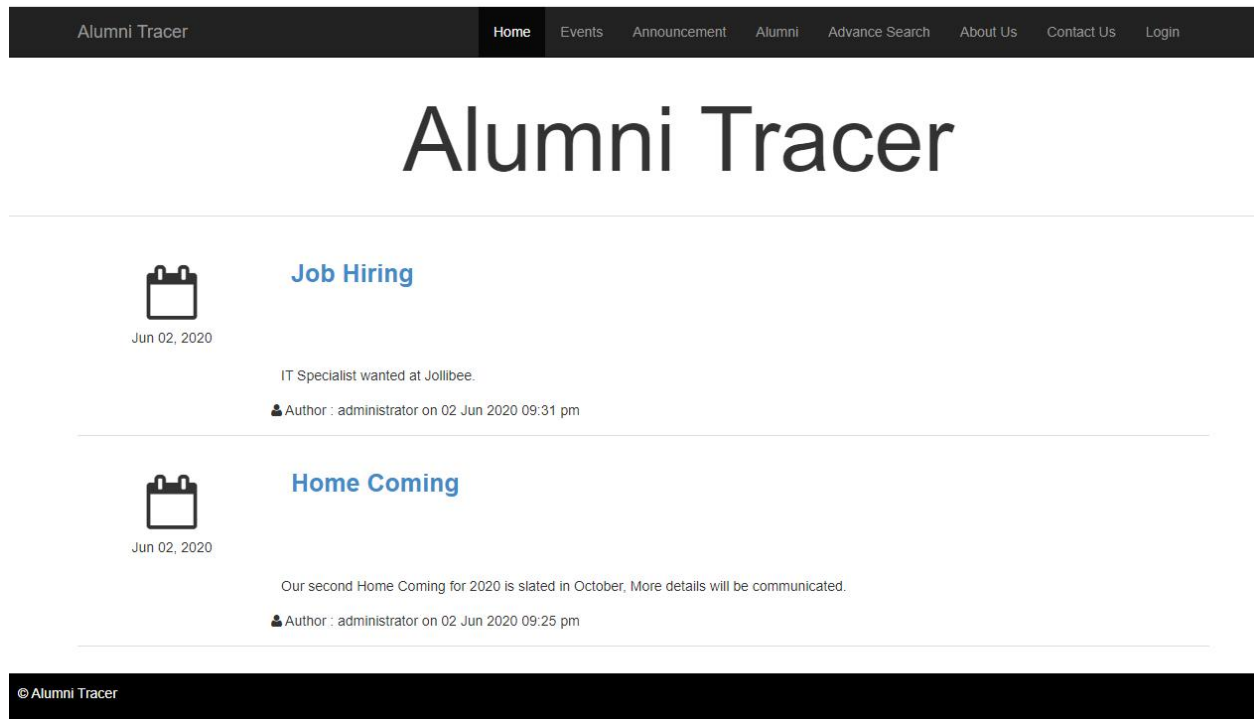 Alumni Tracer Home Events Announcement Alumni Advance Search About Us Contact Us Login
Alumni Tracer
Job Hiring
Jun 02, 2020
IT Specialist wanted at Jollibee.
Author : administrator on 02 Jun 2020 09:31 pm
Home Coming
Jun 02, 2020
Our second Home Coming for 2020 is slated in October, More details will be communicated.
Author : administrator on 02 Jun 2020 09:25 pm
© Alumni Tracer